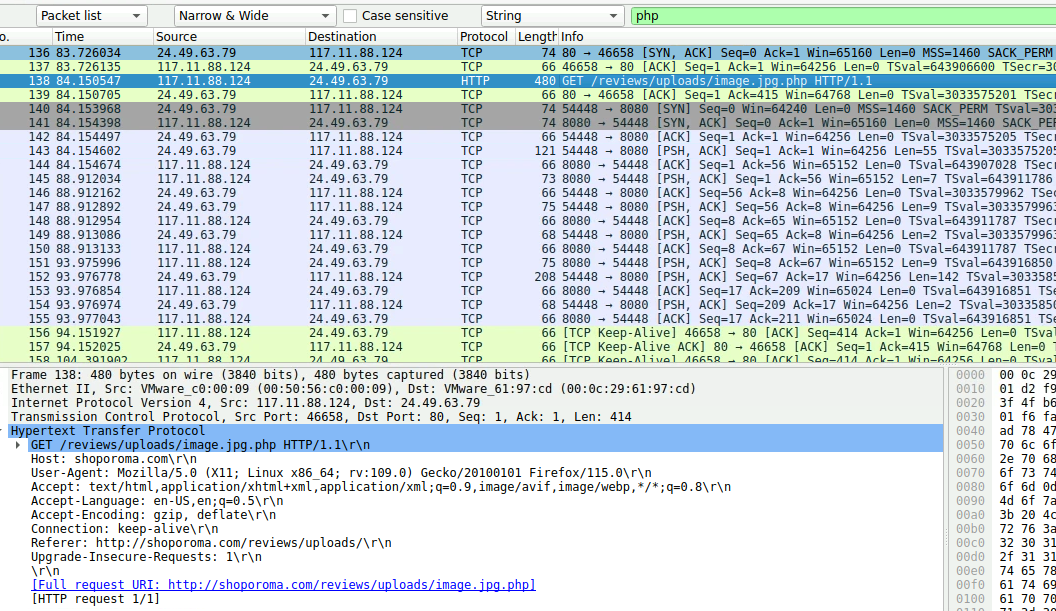 Packet list Narrow & Wide Case sensitive String php
o. Time Source Destination Protocol Length Info
136 83.726034 24.49.63.79 117.11.88.124 TCP 74 80 → 46658 [SYN, ACK] Seq=0 Ack=1 Win=65160 Len=0 MSS=1460 SACK_PERM
137 83.726135 117.11.88.124 24.49.63.79 TCP 66 46658 → 80 [ACK] Seq=1 Ack=1 Win=64256 Len=0 TSval=643906600 TSecr=30
138 84.150547 117.11.88.124 24.49.63.79 HTTP 480 GET /reviews/uploads/image.jpg.php HTTP/1.1
139 84.150705 24.49.63.79 117.11.88.124 TCP 66 80 → 46658 [ACK] Seq=1 Ack=415 Win=64768 Len=0 TSval=3033575201 TSecr
140 84.153968 24.49.63.79 117.11.88.124 TCP 74 54448 → 8080 [SYN] Seq=0 Win=64240 Len=0 MSS=1460 SACK_PERM TSval=303
141 84.154398 117.11.88.124 24.49.63.79 TCP 74 8080 → 54448 [SYN, ACK] Seq=0 Ack=1 Win=65160 Len=0 MSS=1460 SACK_PER
142 84.154497 24.49.63.79 117.11.88.124 TCP 66 54448 → 8080 [ACK] Seq=1 Ack=1 Win=64256 Len=0 TSval=3033575205 TSecr
143 84.154602 24.49.63.79 117.11.88.124 TCP 121 54448 → 8080 [PSH, ACK] Seq=1 Ack=1 Win=64256 Len=55 TSval=3033575205
144 84.154674 117.11.88.124 24.49.63.79 TCP 66 8080 → 54448 [ACK] Seq=1 Ack=56 Win=65152 Len=0 TSval=643907028 TSecr
145 88.912034 117.11.88.124 24.49.63.79 TCP 73 8080 → 54448 [PSH, ACK] Seq=1 Ack=56 Win=65152 Len=7 TSval=643911786
146 88.912162 24.49.63.79 117.11.88.124 TCP 66 54448 → 8080 [ACK] Seq=56 Ack=8 Win=64256 Len=0 TSval=3033579962 TSec
147 88.912892 24.49.63.79 117.11.88.124 TCP 75 54448 → 8080 [PSH, ACK] Seq=56 Ack=8 Win=64256 Len=9 TSval=3033579963
148 88.912954 117.11.88.124 24.49.63.79 TCP 66 8080 → 54448 [ACK] Seq=8 Ack=65 Win=65152 Len=0 TSval=643911787 TSecr
149 88.913086 24.49.63.79 117.11.88.124 TCP 68 54448 → 8080 [PSH, ACK] Seq=65 Ack=8 Win=64256 Len=2 TSval=3033579963
150 88.913133 117.11.88.124 24.49.63.79 TCP 66 8080 → 54448 [ACK] Seq=8 Ack=67 Win=65152 Len=0 TSval=643911787 TSecr
151 93.975996 117.11.88.124 24.49.63.79 TCP 75 8080 → 54448 [PSH, ACK] Seq=8 Ack=67 Win=65152 Len=9 TSval=643916850
152 93.976778 24.49.63.79 117.11.88.124 TCP 208 54448 → 8080 [PSH, ACK] Seq=67 Ack=17 Win=64256 Len=142 TSval=3033585
153 93.976854 117.11.88.124 24.49.63.79 TCP 66 8080 → 54448 [ACK] Seq=17 Ack=209 Win=65024 Len=0 TSval=643916851 TSe
154 93.976974 24.49.63.79 117.11.88.124 TCP 68 54448 → 8080 [PSH, ACK] Seq=209 Ack=17 Win=64256 Len=2 TSval=30335850
155 93.977043 117.11.88.124 24.49.63.79 TCP 66 8080 → 54448 [ACK] Seq=17 Ack=211 Win=65024 Len=0 TSval=643916851 TSe
156 94.151927 117.11.88.124 24.49.63.79 TCP 66 [TCP Keep-Alive] 46658 → 80 [ACK] Seq=414 Ack=1 Win=64256 Len=0 TSval
157 94.152025 24.49.63.79 117.11.88.124 TCP 66 [TCP Keep-Alive ACK] 80 → 46658 [ACK] Seq=1 Ack=415 Win=64768 Len=0 T
158 104.391902 117.11.88.124 24.49.63.79 TCP 66 [TCP Keep-Alive] 46658 → 80 [ACK] Seq=414 Ack=1 Win=64256 Len=0 TSval
Frame 138: 480 bytes on wire (3840 bits), 480 bytes captured (3840 bits)
Ethernet II, Src: VMware_c0:00:09 (00:50:56:c0:00:09), Dst: VMware_61:97:cd (00:0c:29:61:97:cd)
Internet Protocol Version 4, Src: 117.11.88.124, Dst: 24.49.63.79
Transmission Control Protocol, Src Port: 46658, Dst Port: 80, Seq: 1, Ack: 1, Len: 414
Hypertext Transfer Protocol
GET /reviews/uploads/image.jpg.php HTTP/1.1\r\n
Host: shoporoma.com\r\n
User-Agent: Mozilla/5.0 (X11; Linux x86_64; rv:109.0) Gecko/20100101 Firefox/115.0\r\n
Accept: text/html,application/xhtml+xml,application/xml;q=0.9,image/avif,image/webp,*/*;q=0.8\r\n
Accept-Language: en-US,en;q=0.5\r\n
Accept-Encoding: gzip, deflate\r\n
Connection: keep-alive\r\n
Referer: http://shoporoma.com/reviews/uploads/\r\n
Upgrade-Insecure-Requests: 1\r\n
\r\n
[Full request URI: http://shoporoma.com/reviews/uploads/image.jpg.php]
[HTTP request 1/1]
0000 00 0c 29
0010 01 d2 f9
0020 3f 4f b6
0030 01 f6 fa
0040 ad 78 47
0050 70 6c 6f
0060 2e 70 68
0070 6f 73 74
0080 6f 6d 0d
0090 4d 6f 7a
00a0 3b 20 4c
00b0 72 76 3a
00c0 32 30 31
00d0 2f 31 31
00e0 74 65 78
00f0 61 74 69
0100 61 70 70